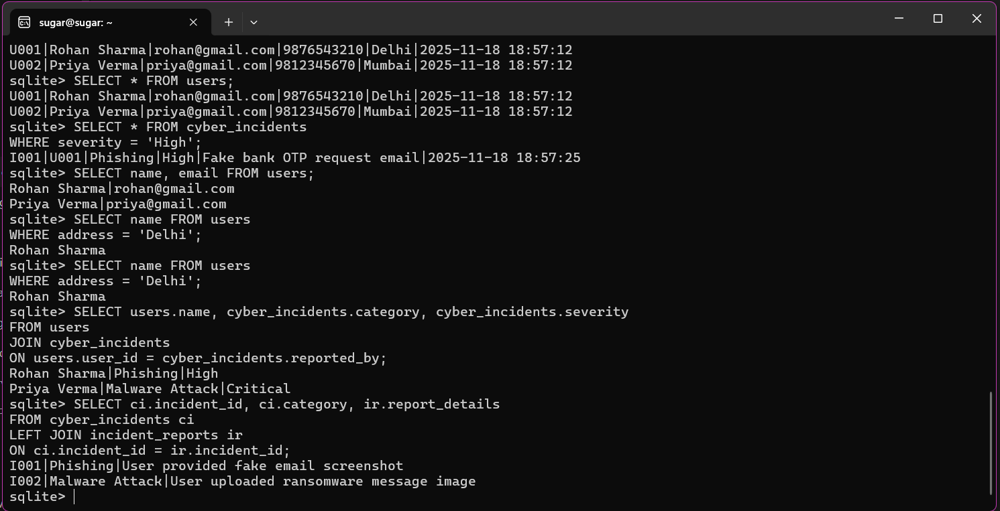 sugar@sugar: ~
U001|Rohan Sharma|rohan@gmail.com|9876543210|Delhi|2025-11-18 18:57:12
U002|Priya Verma|priya@gmail.com|9812345670|Mumbai|2025-11-18 18:57:12
sqlite> SELECT * FROM users;
U001|Rohan Sharma|rohan@gmail.com|9876543210|Delhi|2025-11-18 18:57:12
U002|Priya Verma|priya@gmail.com|9812345670|Mumbai|2025-11-18 18:57:12
sqlite> SELECT * FROM cyber_incidents
WHERE severity = 'High';
I001|U001|Phishing|High|Fake bank OTP request email|2025-11-18 18:57:25
sqlite> SELECT name, email FROM users;
Rohan Sharma|rohan@gmail.com
Priya Verma|priya@gmail.com
sqlite> SELECT name FROM users
WHERE address = 'Delhi';
Rohan Sharma
sqlite> SELECT name FROM users
WHERE address = 'Delhi';
Rohan Sharma
sqlite> SELECT users.name, cyber_incidents.category, cyber_incidents.severity
FROM users
JOIN cyber_incidents
ON users.user_id = cyber_incidents.reported_by;
Rohan Sharma|Phishing|High
Priya Verma|Malware Attack|Critical
sqlite> SELECT ci.incident_id, ci.category, ir.report_details
FROM cyber_incidents ci
LEFT JOIN incident_reports ir
ON ci.incident_id = ir.incident_id;
I001|Phishing|User provided fake email screenshot
I002|Malware Attack|User uploaded ransomware message image
sqlite>